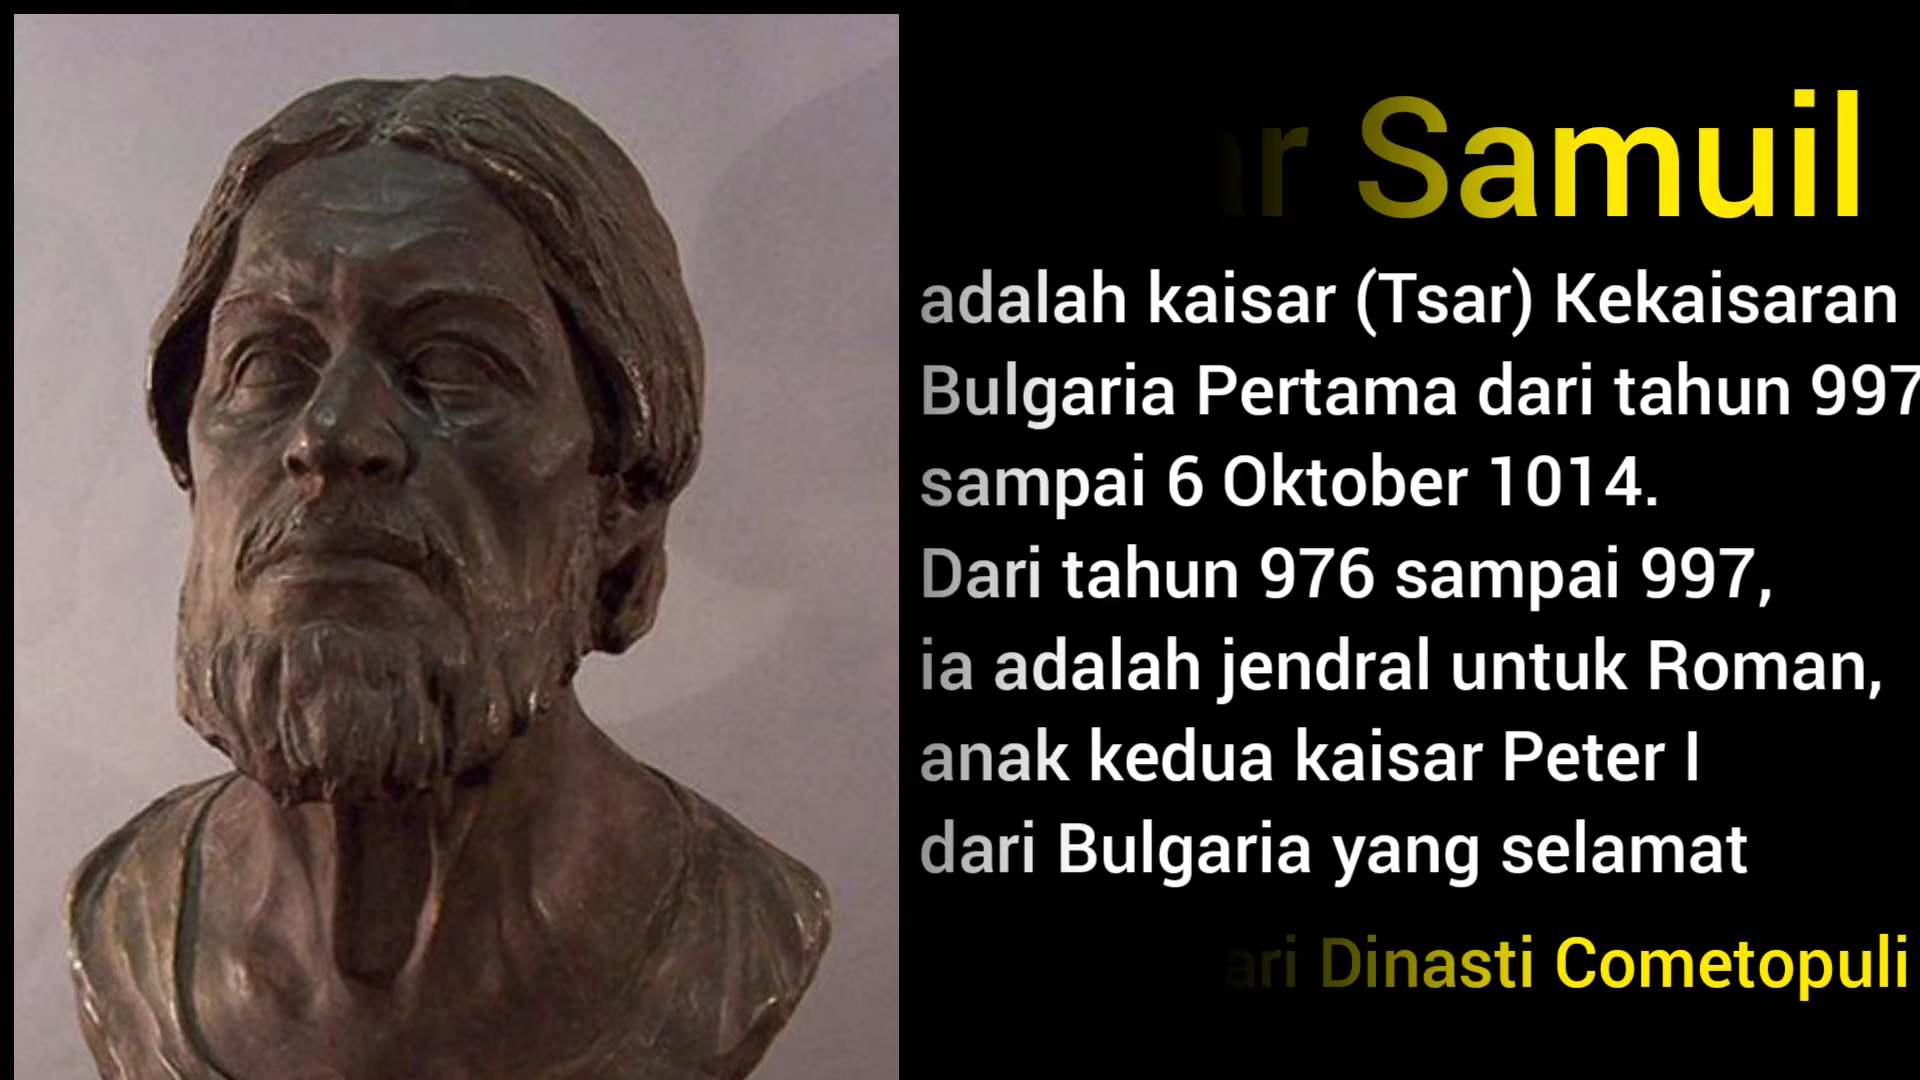 Samuil
adalah kaisar (Tsar) Kekaisaran
Bulgaria Pertama dari tahun 997
sampai 6 Oktober 1014.
Dari tahun 976 sampai 997,
ia adalah jendral untuk Roman,
anak kedua kaisar Peter I
dari Bulgaria yang selamat
Dinasti Cometopuli